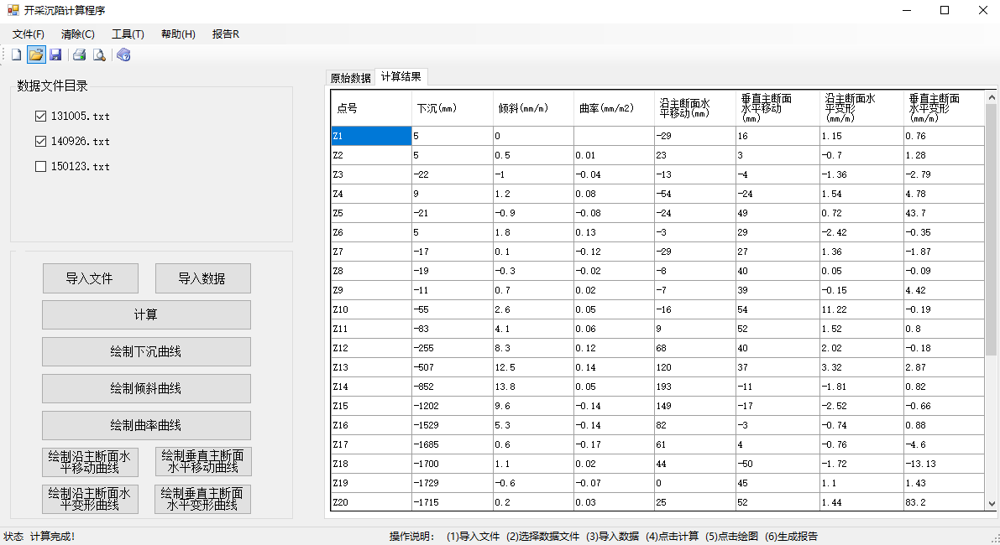 开采沉陷计算程序
文件(F) 清除(C) 工具(T) 帮助(H) 报告R
数据文件目录
131005.txt
140926.txt
150123.txt
导入文件 导入数据
计算
绘制下沉曲线
绘制倾斜曲线
绘制曲率曲线
绘制沿主断面水
平移动曲线
绘制垂直主断面
水平移动曲线
绘制沿主断面水
平变形曲线
绘制垂直主断面
水平变形曲线
原始数据 计算结果
点号 下沉(mm) 倾斜(mm/m) 曲率(mm/m2) 沿主断面水平移动(mm) 垂直主断面水平移动(mm) 沿主断面水平变形(mm/m) 垂直主断面水平变形(mm/m)
Z1 5 0 -29 16 1.15 0.76
Z2 5 0.5 0.01 23 3 -0.7 1.28
Z3 -22 -1 -0.04 -13 -4 -1.36 -2.79
Z4 9 1.2 0.08 -54 -24 1.54 4.78
Z5 -21 -0.9 -0.08 -24 49 0.72 43.7
Z6 5 1.8 0.13 -3 29 -2.42 -0.35
Z7 -17 0.1 -0.12 -29 27 1.36 -1.87
Z8 -19 -0.3 -0.02 -8 40 0.05 -0.09
Z9 -11 0.7 0.02 -7 39 -0.15 4.42
Z10 -55 2.6 0.05 -16 54 11.22 -0.19
Z11 -83 4.1 0.06 9 52 1.52 0.8
Z12 -255 8.3 0.12 68 40 2.02 -0.18
Z13 -507 12.5 0.14 120 37 3.32 2.87
Z14 -852 13.8 0.05 193 -11 -1.81 0.82
Z15 -1202 9.6 -0.14 149 -17 -2.52 -0.66
Z16 -1529 5.3 -0.14 82 -3 -0.74 0.88
Z17 -1685 0.6 -0.17 61 4 -0.76 -4.6
Z18 -1700 1.1 0.02 44 -50 -1.72 -13.13
Z19 -1729 -0.6 -0.07 0 45 1.1 1.43
Z20 -1715 0.2 0.03 25 52 1.44 83.2
状态 计算完成! 操作说明: (1)导入文件 (2)选择数据文件 (3)导入数据 (4)点击计算 (5)点击绘图 (6)生成报告